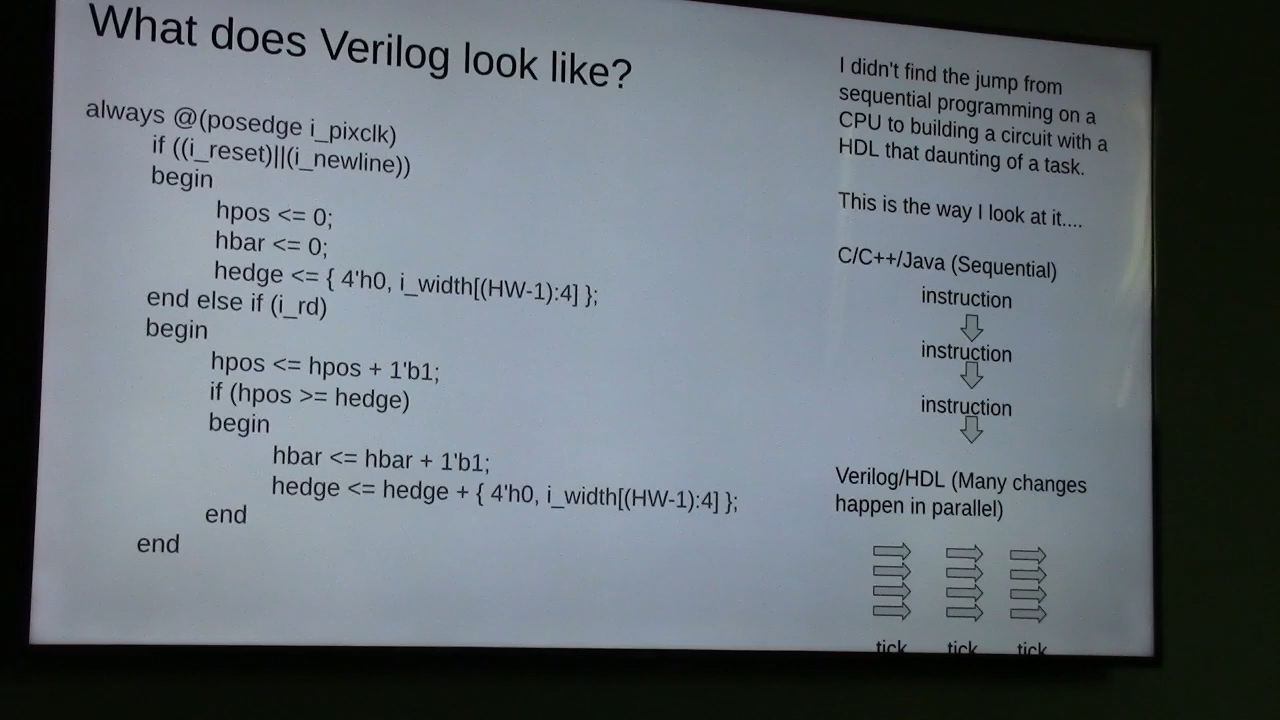 What does Verilog look like?
always @(posedge i_pixclk)
if ((i_reset)||(i_newline))
begin
hpos <= 0;
hbar <= 0;
hedge <= { 4'h0, i_width[(HW-1):4] };
end else if (i_rd)
begin
hpos <= hpos + 1'b1;
if (hpos >= hedge)
begin
hbar <= hbar + 1'b1;
hedge <= hedge + { 4'h0, i_width[(HW-1):4] };
end
end
I didn't find the jump from
sequential programming on a
CPU to building a circuit with a
HDL that daunting of a task.
This is the way I look at it....
C/C++/Java (Sequential)
instruction
instruction
instruction
Verilog/HDL (Many changes
happen in parallel)
tick tick tick